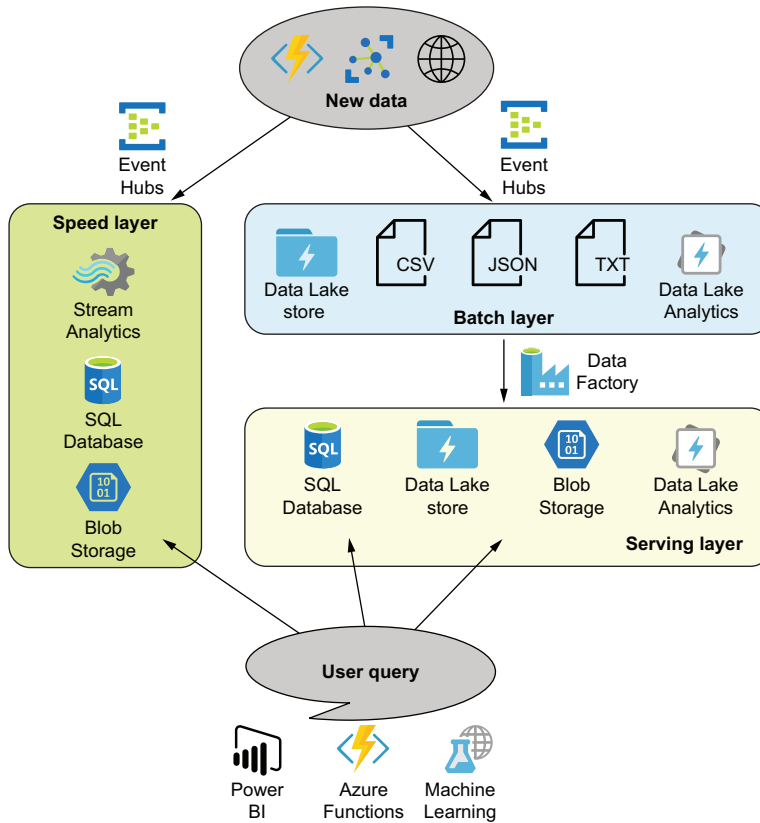 New data
Event
Hubs
Event
Hubs
Speed layer
Stream
Analytics
SQL
SQL
Database
10
01
Blob
Storage
CSV
JSON
TXT
Data Lake
store
Data Lake
Analytics
Batch layer
Data
Factory
SQL
10
01
SQL
Database
Data Lake
store
Blob
Storage
Data Lake
Analytics
Serving layer
User query
Power
BI
Azure
Functions
Machine
Learning